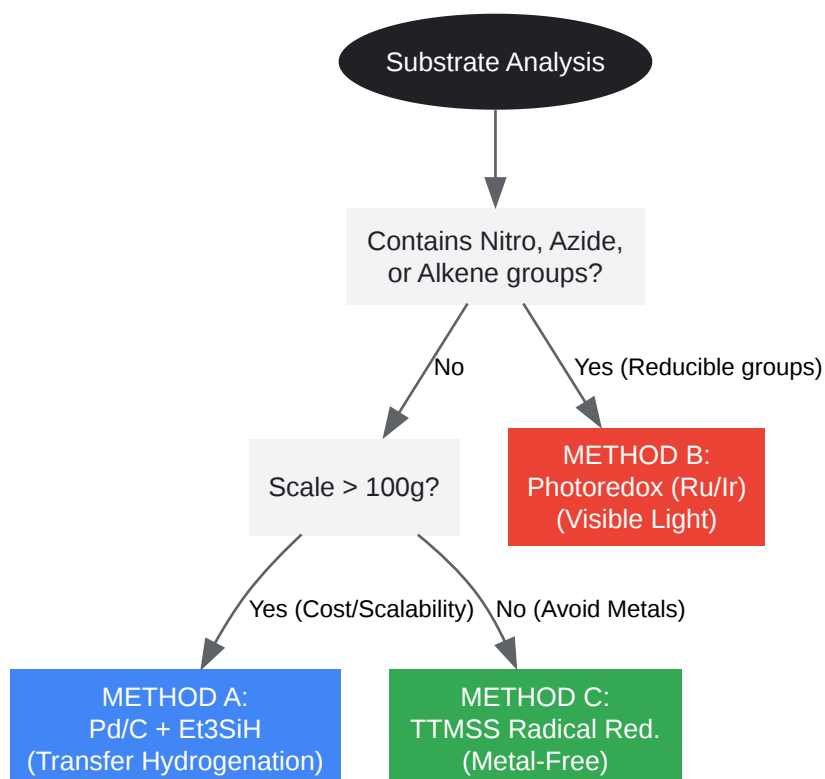 Substrate Analysis
Contains Nitro, Azide,
or Alkene groups?
No
Yes (Reducible groups)
METHOD B:
Photoredox (Ru/Ir)
(Visible Light)
Scale > 100g?
Yes (Cost/Scalability)
No (Avoid Metals)
METHOD A:
Pd/C + Et3SiH
(Transfer Hydrogenation)
METHOD C:
TTMSS Radical Red.
(Metal-Free)